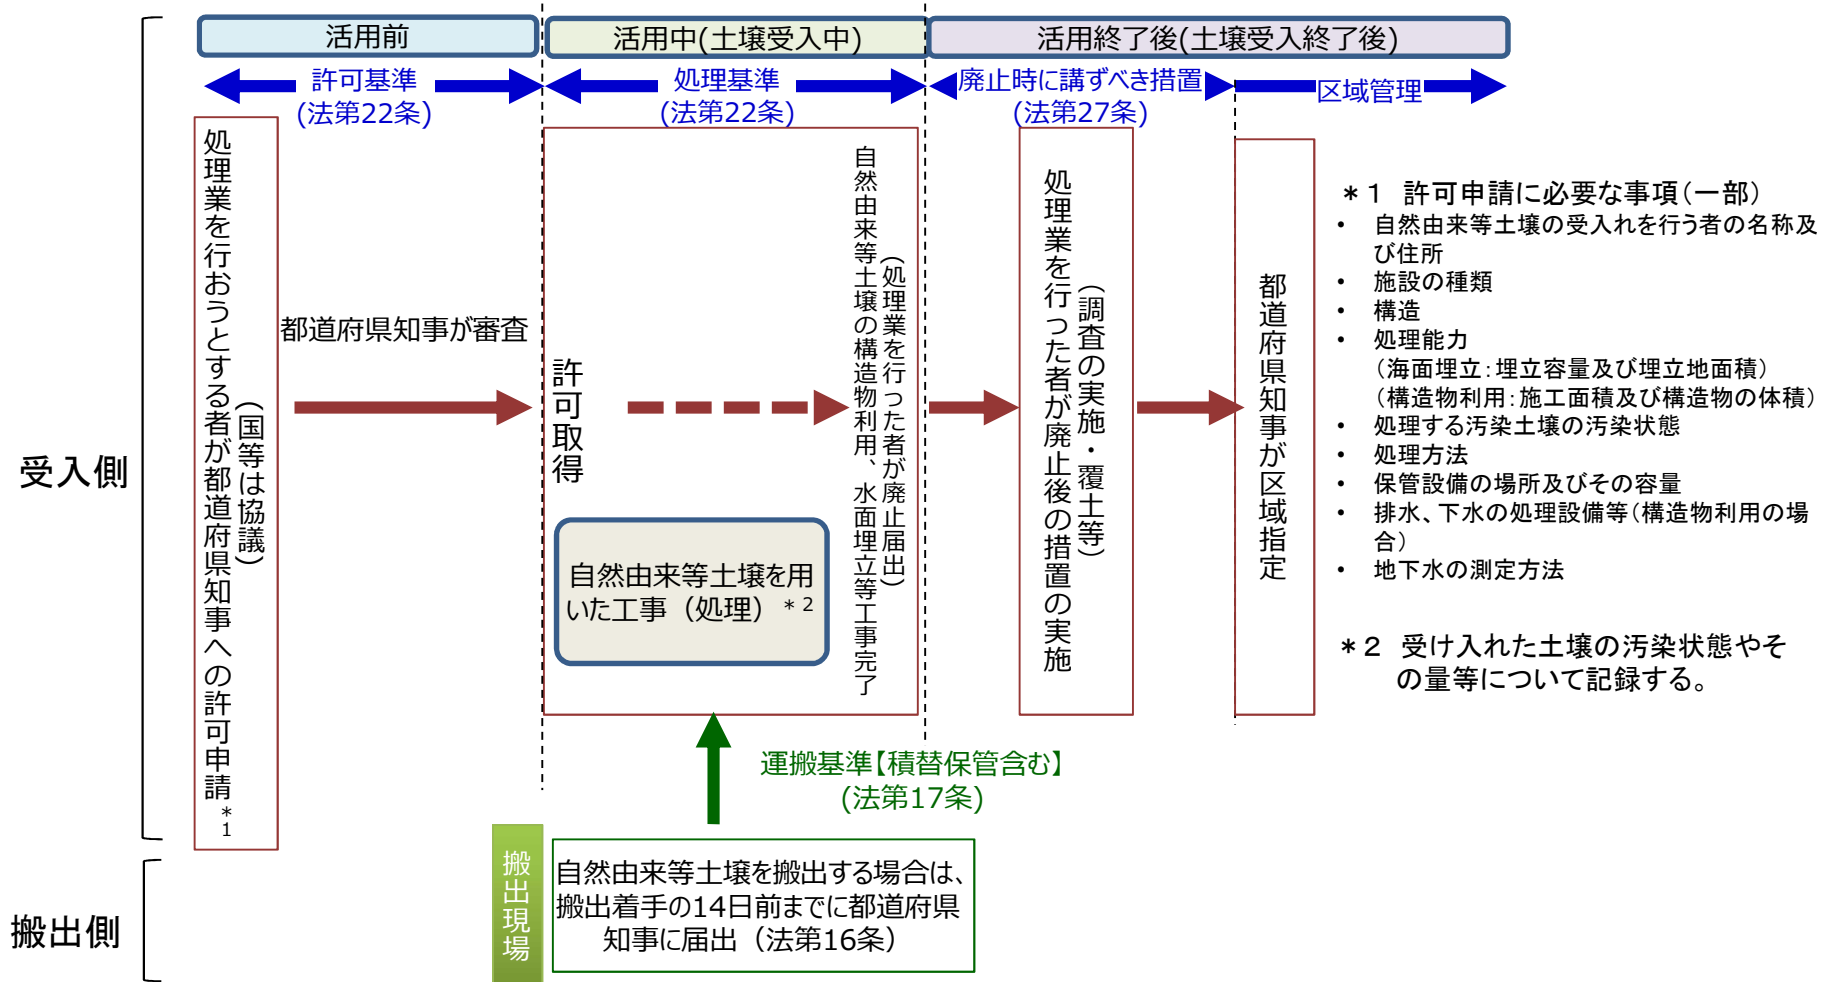 活用前
活用中(土壌受入中)
活用終了後(土壌受入終了後)
許可基準
(法第22条)
処理基準
(法第22条)
廃止時に講ずべき措置
(法第27条)
区域管理
受入側
処理業を行おうとする者が都道府県知事への許可申請*1
(国等は協議)
都道府県知事が審査
許可取得
自然由来等土壌を用
いた工事（処理）*2
自然由来等土壌の構造物利用、水面埋立等工事完了
(処理業を行った者が廃止届出)
処理業を行った者が廃止後の措置の実施
(調査の実施・覆土等)
都道府県知事が区域指定
＊１ 許可申請に必要な事項（一部）
• 自然由来等土壌の受入れを行う者の名称及
び住所
• 施設の種類
• 構造
• 処理能力
（海面埋立：埋立容量及び埋立地面積）
（構造物利用：施工面積及び構造物の体積）
• 処理する汚染土壌の汚染状態
• 処理方法
• 保管設備の場所及びその容量
• 排水、下水の処理設備等（構造物利用の場
合）
• 地下水の測定方法
＊２ 受け入れた土壌の汚染状態やそ
の量等について記録する。
運搬基準【積替保管含む】
(法第17条)
搬出側
搬出現場
自然由来等土壌を搬出する場合は、
搬出着手の14日前までに都道府県
知事に届出（法第16条）